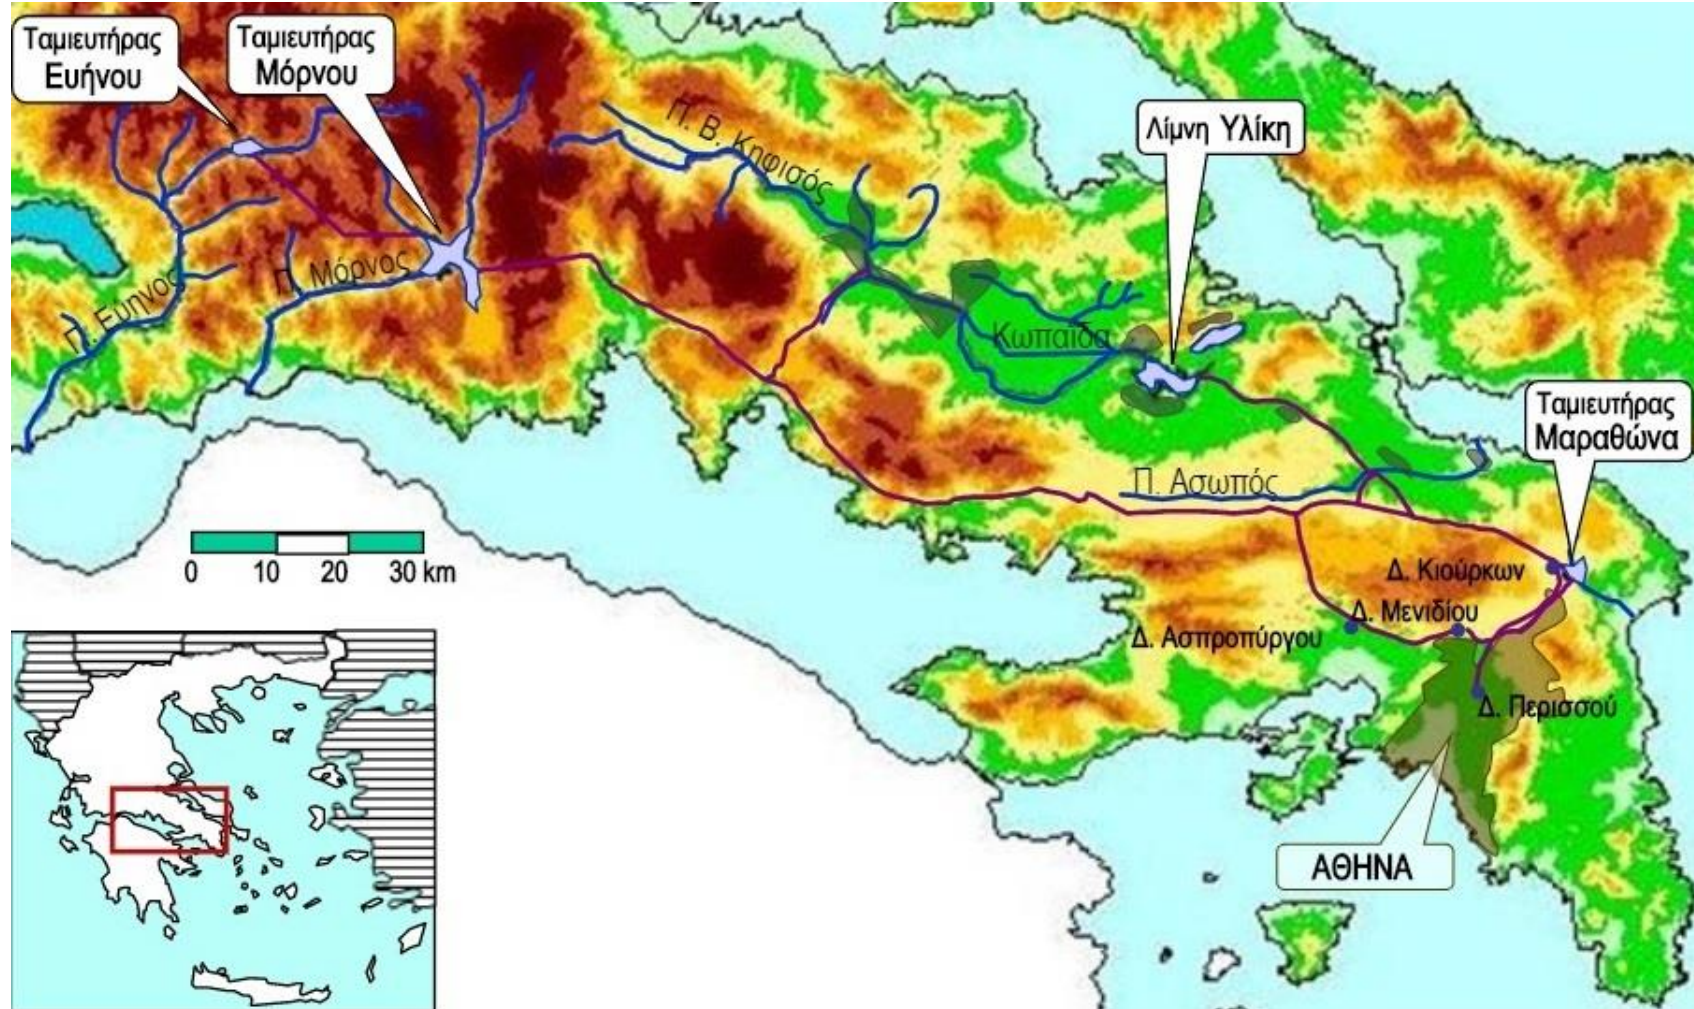 Ταμιευτήρας
Ευήνου
Ταμιευτήρας
Μόρνου
Π. Β. Κηφισός
Λίμνη Υλίκη
Π. Εύηνος
Π. Μόρνος
Κωπαΐδα
Ταμιευτήρας
Μαραθώνα
Π. Ασωπός
0 10 20 30 km
Δ. Κιούρκων
Δ. Μενιδίου
Δ. Ασπροπύργου
Δ. Περισσού
ΑΘΗΝΑ